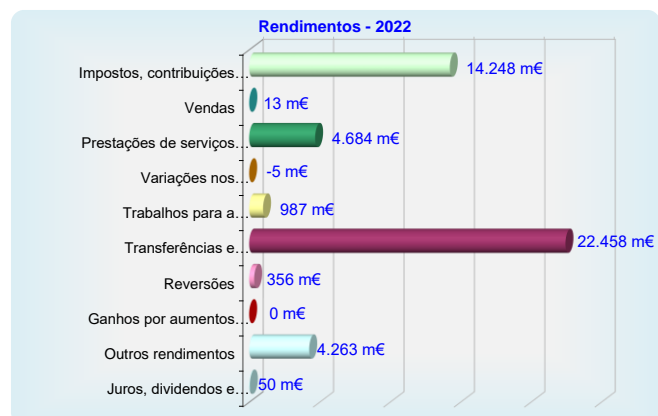 Rendimentos - 2022
Impostos, contribuições... 14.248 m€
Vendas 13 m€
Prestações de serviços... 4.684 m€
Variações nos... -5 m€
Trabalhos para a... 987 m€
Transferências e... 22.458 m€
Reversões 356 m€
Ganhos por aumentos... 0 m€
Outros rendimentos 4.263 m€
Juros, dividendos e... 50 m€